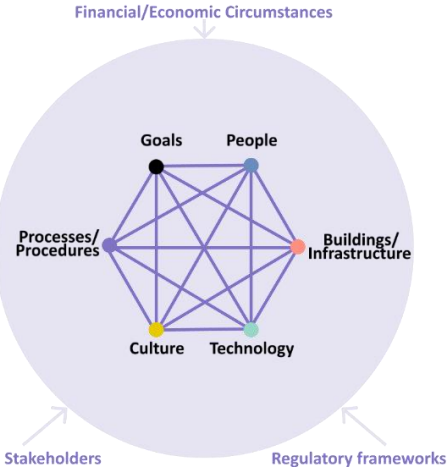 Financial/Economic Circumstances
Goals
People
Processes/
Procedures
Buildings/
Infrastructure
Culture
Technology
Stakeholders
Regulatory frameworks